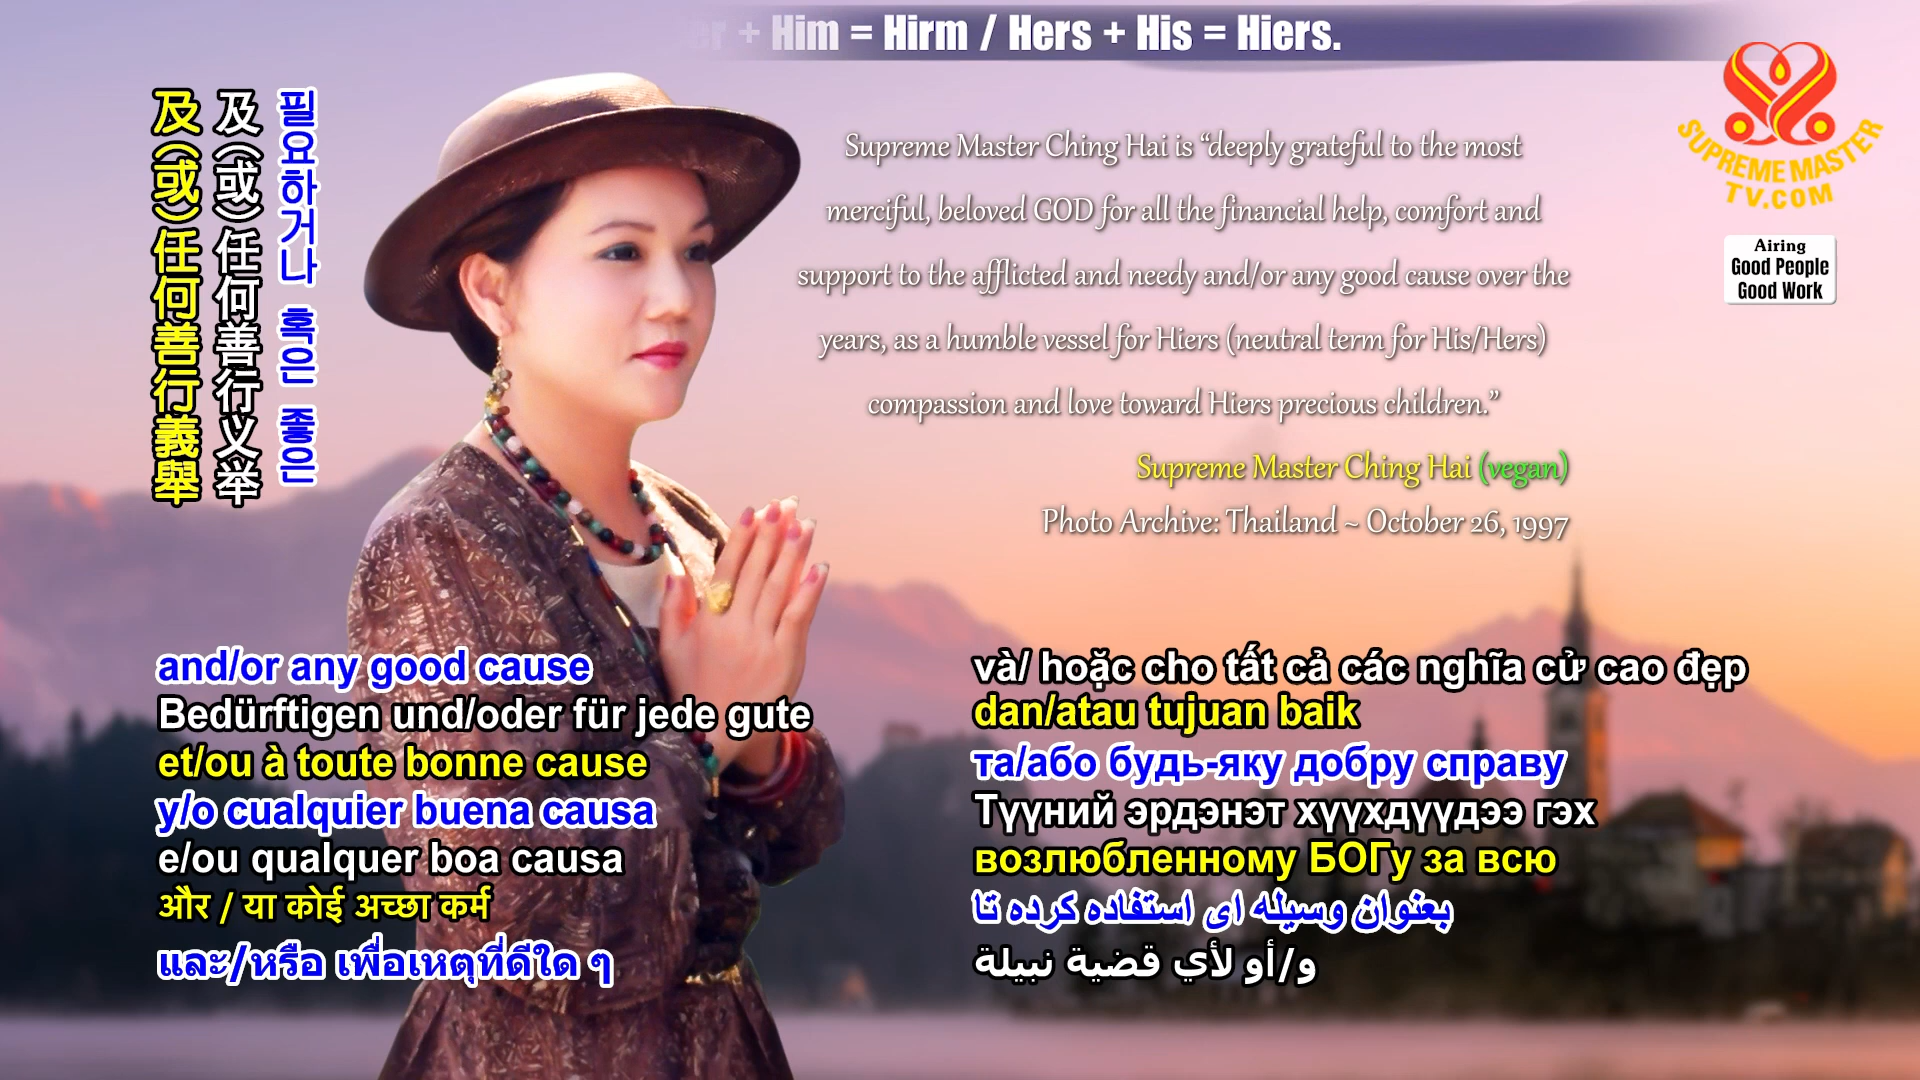 + Him = Hirm / Hers + His = Hiers.
SUPREME MASTER
TV.COM
Airing
Good People
Good Work
及(或)任何善行義舉
及(或)任何善行义举
필요하거나 혹은 좋은
Supreme Master Ching Hai is “deeply grateful to the most
merciful, beloved GOD for all the financial help, comfort and
support to the afflicted and needy and/or any good cause over the
years, as a humble vessel for Hiers (neutral term for His/Hers)
compassion and love toward Hiers precious children.”
Supreme Master Ching Hai (vegan)
Photo Archive: Thailand ~ October 26, 1997
and/or any good cause
Bedürftigen und/oder für jede gute
et/ou à toute bonne cause
y/o cualquier buena causa
e/ou qualquer boa causa
और / या कोई अच्छा कर्म
และ/หรือ เพื่อเหตุที่ดีใด ๆ
và/ hoặc cho tất cả các nghĩa cử cao đẹp
dan/atau tujuan baik
та/або будь-яку добру справу
Түүний эрдэнэт хүүхдүүдээ гэх
возлюбленному БОГу за всю
بعنوان وسیله ای استفاده کرده تا
و/أو لأي قضية نبيلة